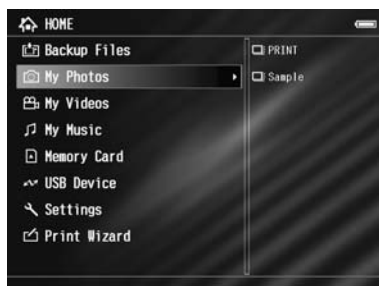 HOME
Backup Files
My Photos
My Videos
My Music
Memory Card
USB Device
Settings
Print Wizard
PRINT
Sample